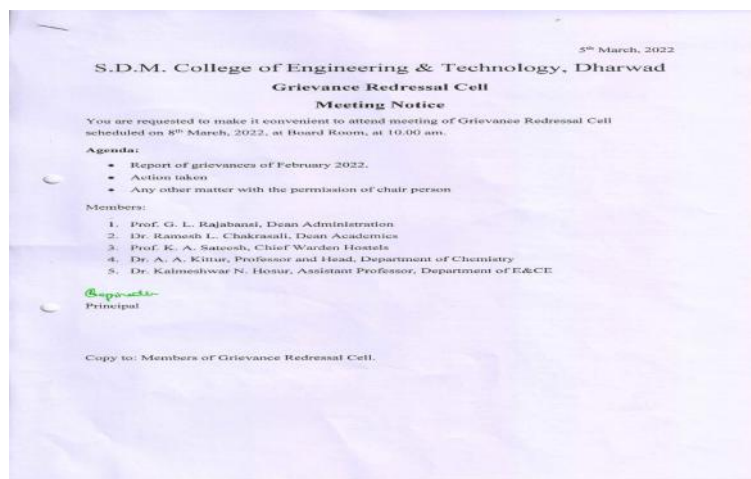 5th March, 2022
S.D.M. College of Engineering & Technology, Dharwad
Grievance Redressal Cell
Meeting Notice
You are requested to make it convenient to attend meeting of Grievance Redressal Cell
scheduled on 8th March, 2022, at Board Room, at 10.00 am.
Agenda:
• Report of grievances of February 2022.
• Action taken
• Any other matter with the permission of chair person
Members:
1. Prof. G. L. Rajabansi, Dean Administration
2. Dr. Ramesh L. Chakrasali, Dean Academics
3. Prof. K. A. Sateesh, Chief Warden Hostels
4. Dr. A. A. Kittur, Professor and Head, Department of Chemistry
5. Dr. Kalmeshwar N. Hosur, Assistant Professor, Department of E&CE
Principal
Copy to: Members of Grievance Redressal Cell.